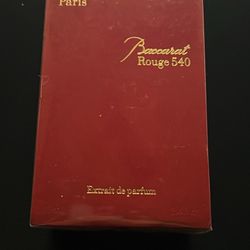 Paris
Baccarat
Rouge 540
Extrait de parfum